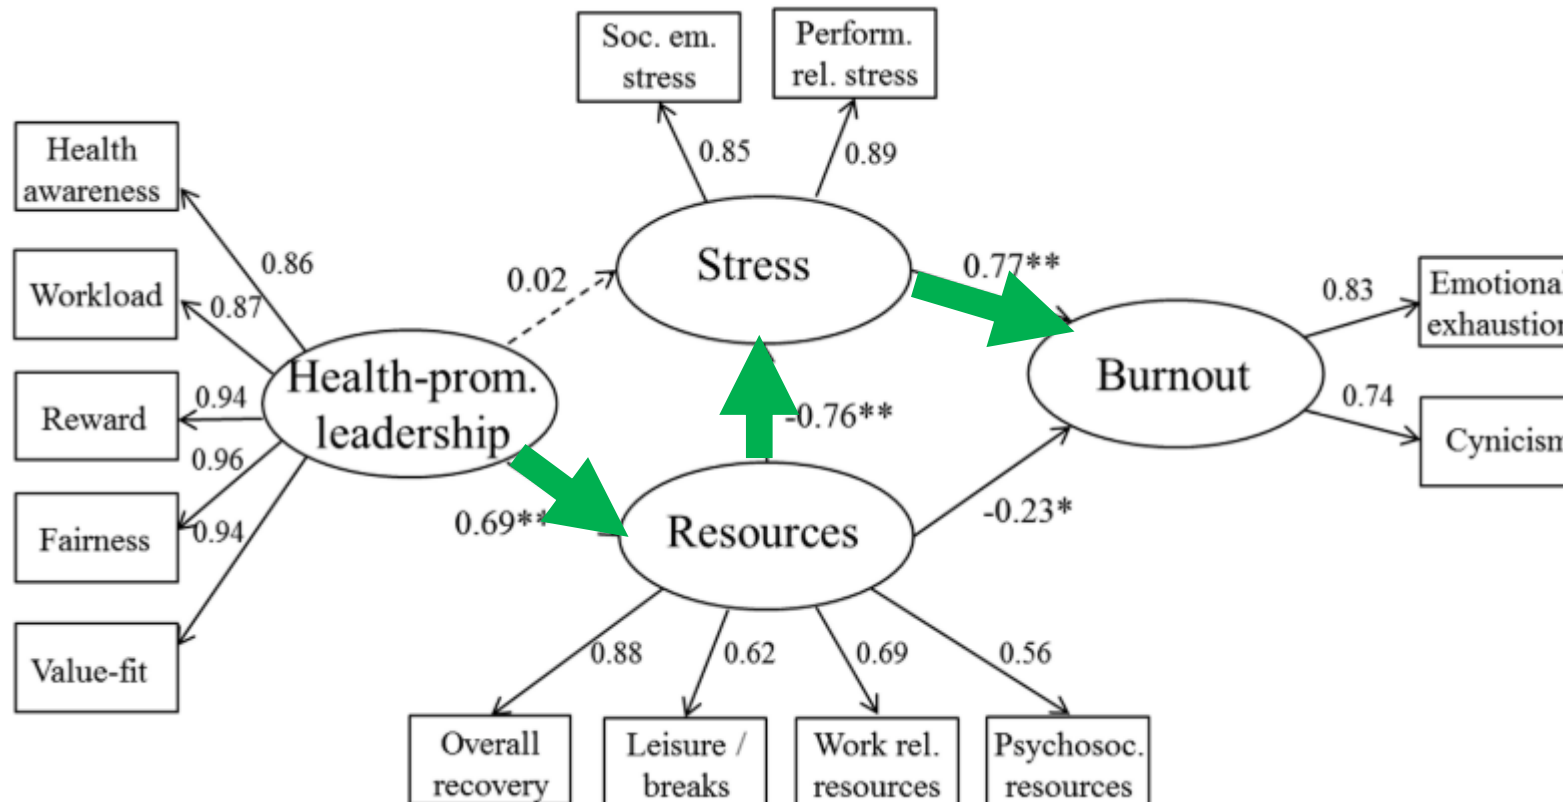 Soc. em.
stress
Perform.
rel. stress
0.85
0.89
Health
awareness
0.86
Workload
0.87
Reward
0.94
0.96
Fairness
0.94
Value-fit
Health-prom.
leadership
0.02
Stress
0.77**
Burnout
0.83
Emotional
exhaustion
0.74
Cynicism
-0.76**
0.69**
Resources
-0.23*
0.88
0.62
0.69
0.56
Overall
recovery
Leisure /
breaks
Work rel.
resources
Psychosoc.
resources